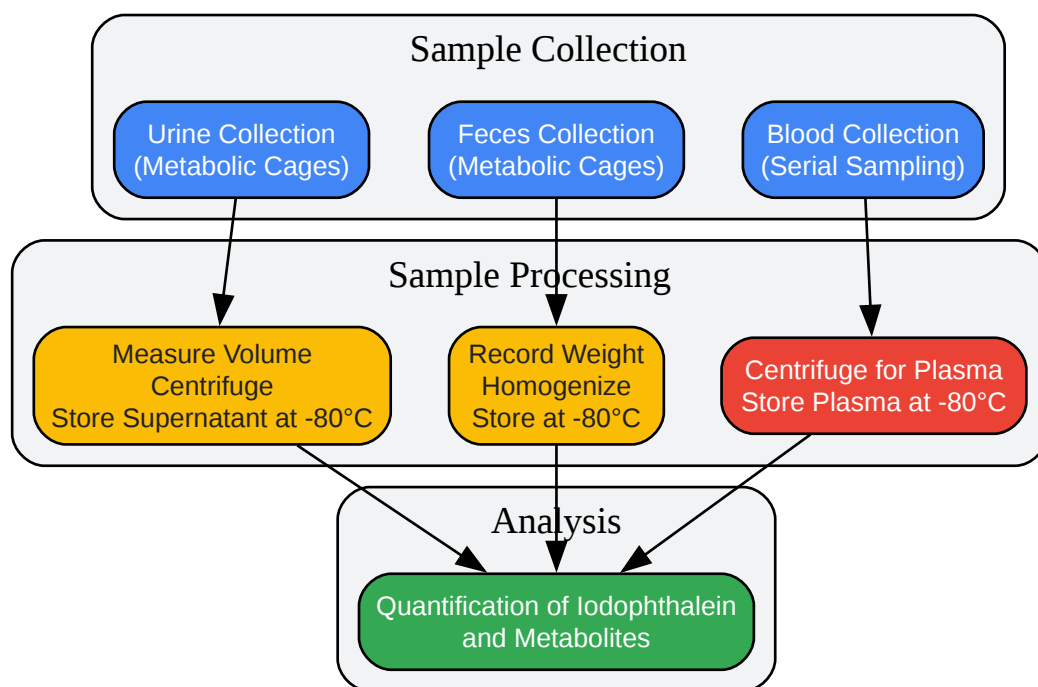 Sample Collection
Urine Collection
(Metabolic Cages)
Feces Collection
(Metabolic Cages)
Blood Collection
(Serial Sampling)
Sample Processing
Measure Volume
Centrifuge
Store Supernatant at -80°C
Record Weight
Homogenize
Store at -80°C
Centrifuge for Plasma
Store Plasma at -80°C
Analysis
Quantification of Iodophthalein
and Metabolites